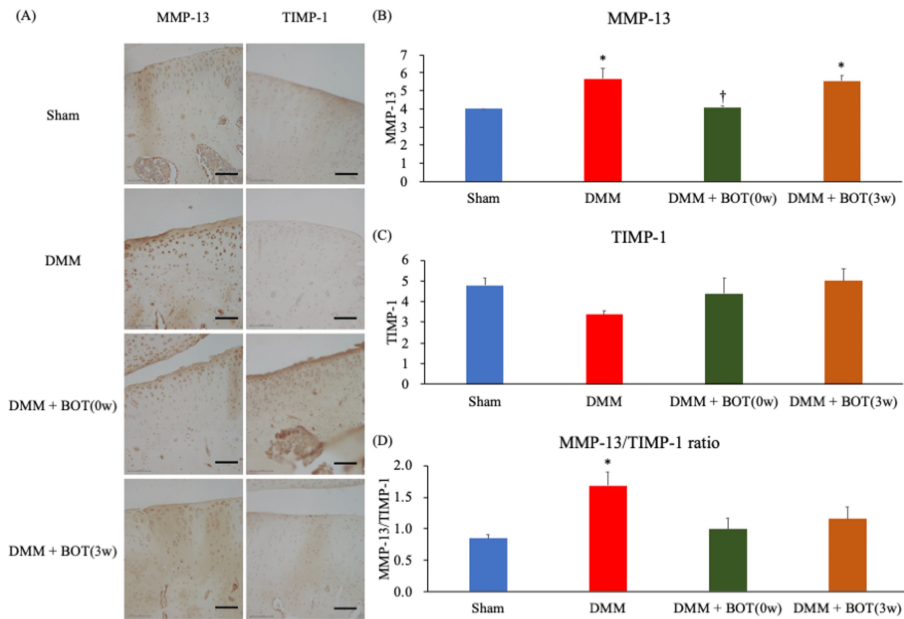 (A)
MMP-13 TIMP-1
Sham
DMM
DMM + BOT(0w)
DMM + BOT(3w)
(B)
MMP-13
MMP-13
7
6
5
4
3
2
1
0
*
†
*
Sham DMM DMM + BOT(0w) DMM + BOT(3w)
(C)
TIMP-1
TIMP-1
6
5
4
3
2
1
0
Sham DMM DMM + BOT(0w) DMM + BOT(3w)
(D)
MMP-13/TIMP-1 ratio
MMP-13/TIMP-1
2.0
1.5
1.0
0.5
0.0
*
Sham DMM DMM + BOT(0w) DMM + BOT(3w)